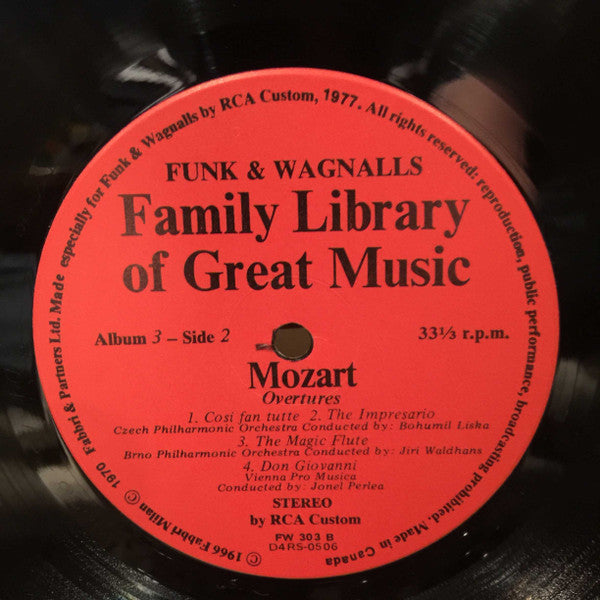 © 1966 Fabbri Milan © 1970 Fabbri & Partners Ltd. Made especially for Funk & Wagnalls by RCA Custom, 1977. All rights reserved: reproduction, public performance, broadcasting prohibited. Made in Canada
FUNK & WAGNALLS
Family Library
of Great Music
Album 3 – Side 2
33⅓ r.p.m.
Mozart
Overtures
1. Cosi fan tutte 2. The Impresario
Czech Philharmonic Orchestra Conducted by: Bohumil Liska
3. The Magic Flute
Brno Philharmonic Orchestra Conducted by: Jiri Waldhans
4. Don Giovanni
Vienna Pro Musica
Conducted by: Jonel Perlea
STEREO
by RCA Custom
FW 303 B
D4RS-0506